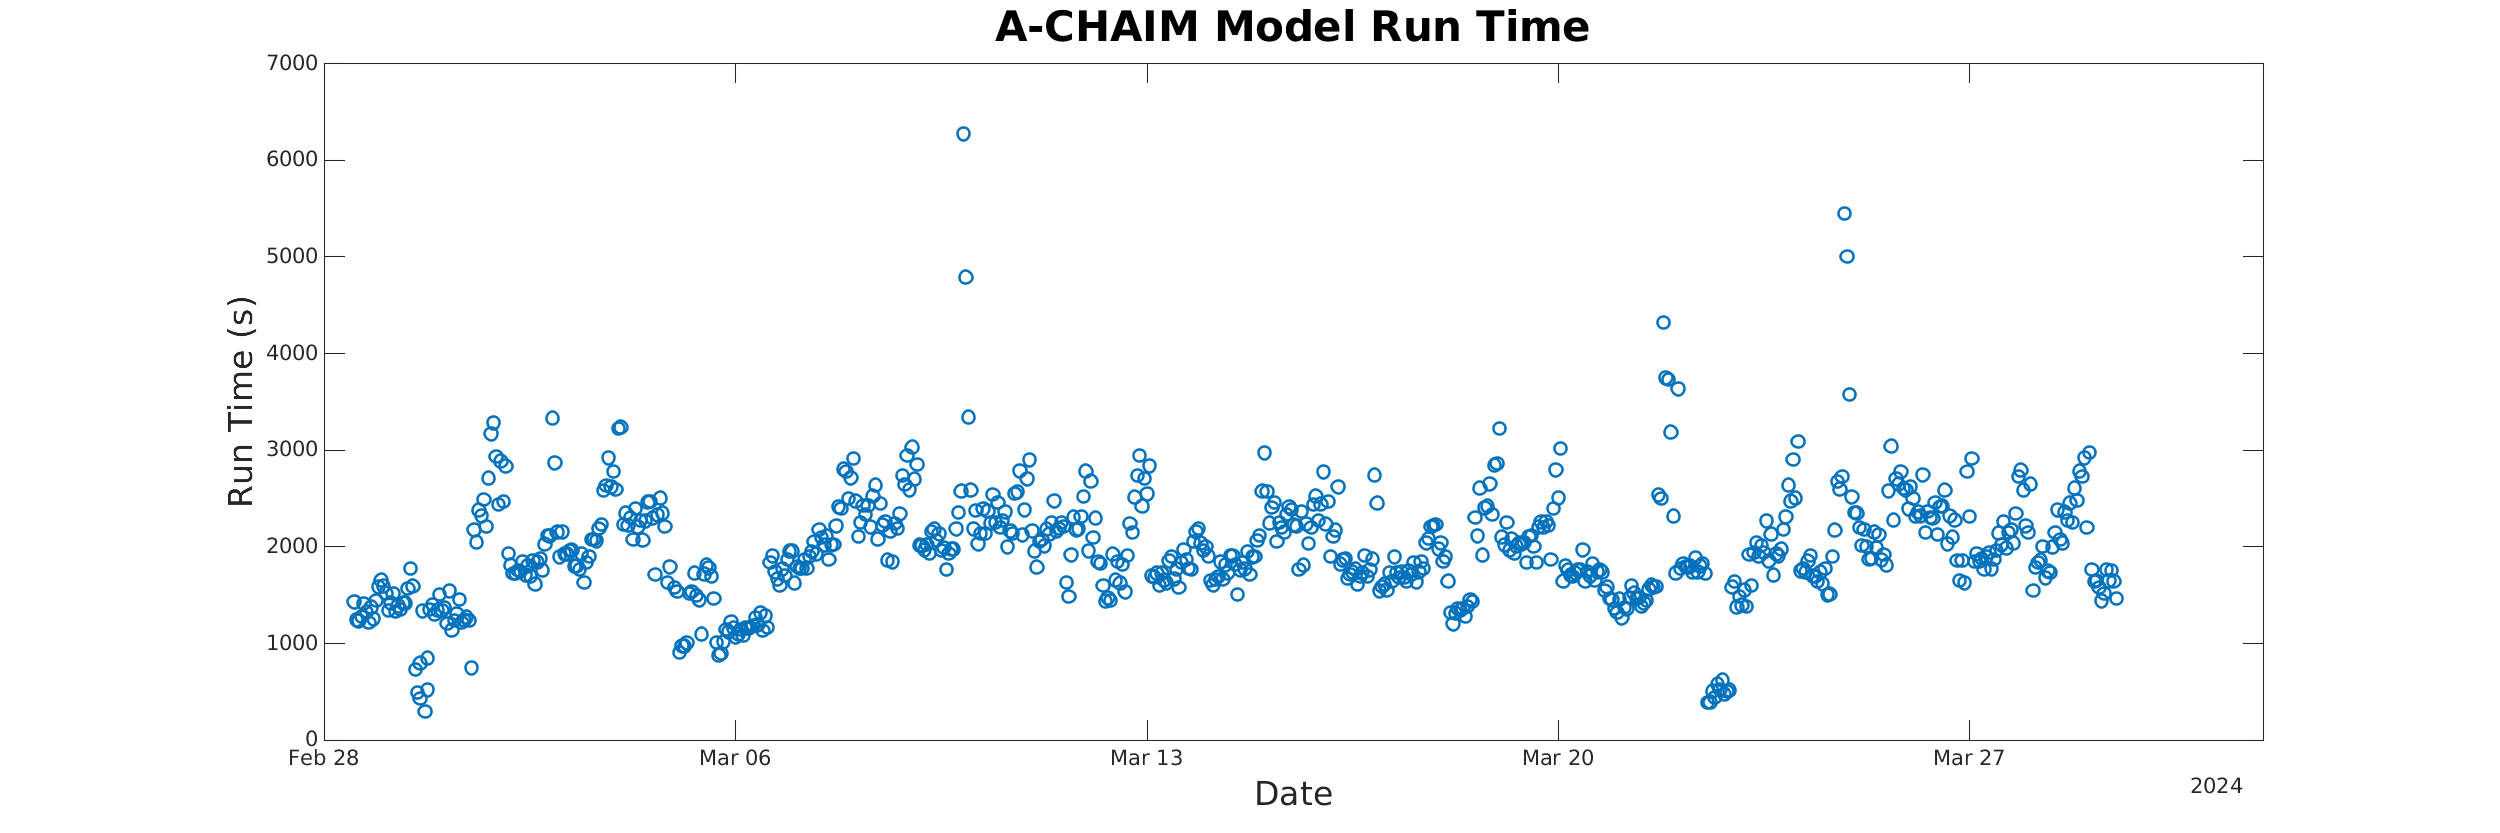 A-CHAIM Model Run Time
7000
6000
5000
4000
3000
2000
1000
0
Run Time (s)
Feb 28
Mar 06
Mar 13
Mar 20
Mar 27
2024
Date